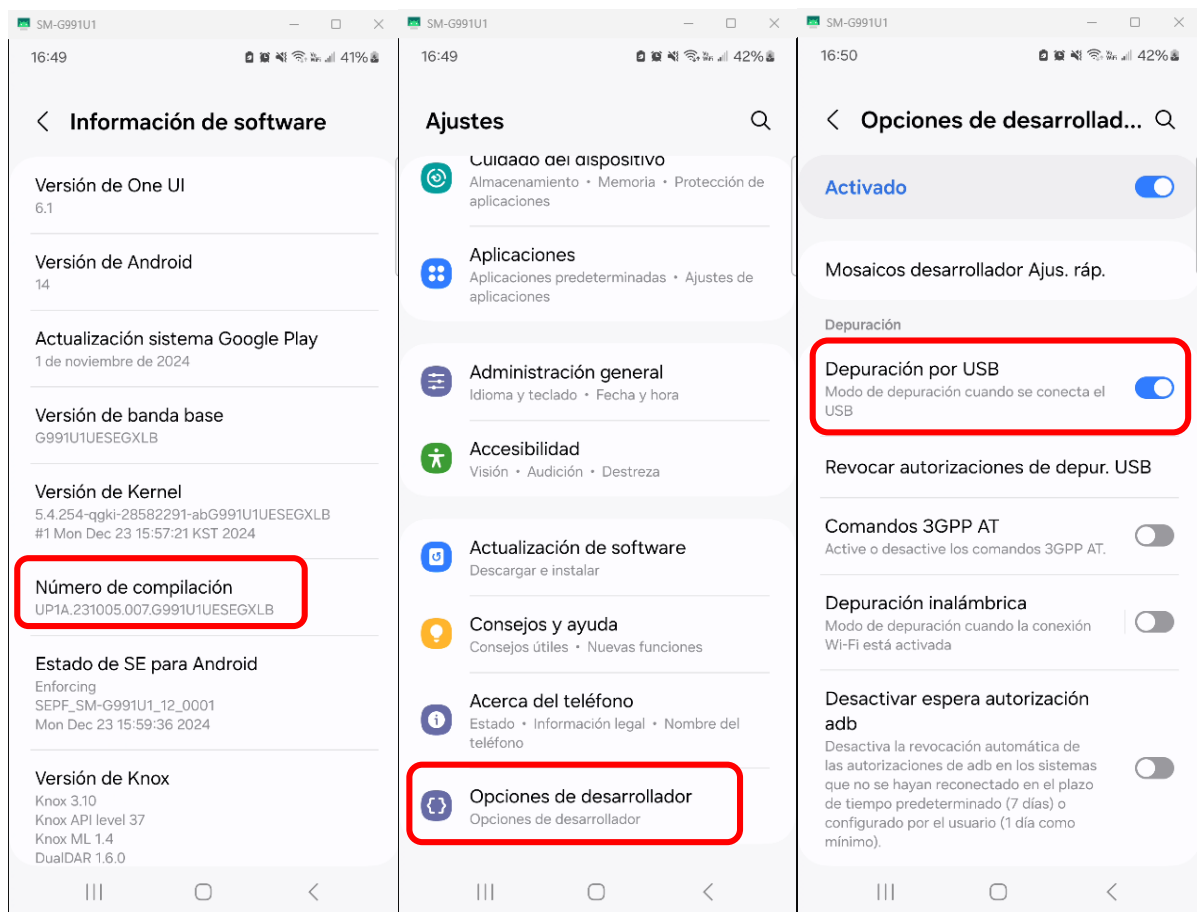 SM-G991U1
16:49
41%
Información de software
Versión de One UI
6.1
Versión de Android
14
Actualización sistema Google Play
1 de noviembre de 2024
Versión de banda base
G991U1UESEGXLB
Versión de Kernel
5.4.254-qgki-28582291-abG991U1UESEGXLB
#1 Mon Dec 23 15:57:21 KST 2024
Número de compilación
UP1A.231005.007.G991U1UESEGXLB
Estado de SE para Android
Enforcing
SEPF_SM-G991U1_12_0001
Mon Dec 23 15:59:36 2024
Versión de Knox
Knox 3.10
Knox API level 37
Knox ML 1.4
DualDAR 1.6.0
SM-G991U1
16:49
42%
Ajustes
Cuidado del dispositivo
Almacenamiento • Memoria • Protección de
aplicaciones
Aplicaciones
Aplicaciones predeterminadas • Ajustes de
aplicaciones
Administración general
Idioma y teclado • Fecha y hora
Accesibilidad
Visión • Audición • Destreza
Actualización de software
Descargar e instalar
Consejos y ayuda
Consejos útiles • Nuevas funciones
Acerca del teléfono
Estado • Información legal • Nombre del
teléfono
Opciones de desarrollador
Opciones de desarrollador
SM-G991U1
16:50
42%
Opciones de desarrollad...
Activado
Mosaicos desarrollador Ajus. ráp.
Depuración
Depuración por USB
Modo de depuración cuando se conecta el
USB
Revocar autorizaciones de depur. USB
Comandos 3GPP AT
Active o desactive los comandos 3GPP AT.
Depuración inalámbrica
Modo de depuración cuando la conexión
Wi-Fi está activada
Desactivar espera autorización
adb
Desactiva la revocación automática de
las autorizaciones de adb en los sistemas
que no se hayan reconectado en el plazo
de tiempo predeterminado (7 días) o
configurado por el usuario (1 día como
mínimo).